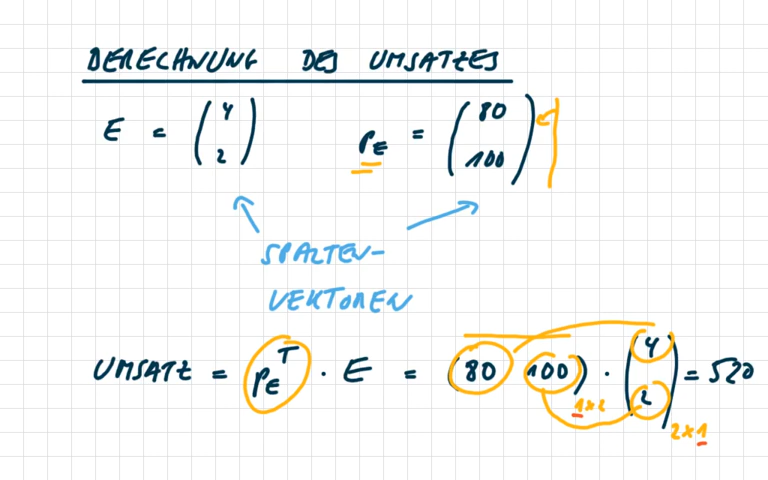 BERECHNUNG DES UMSATZES
E = (4 2) pE = (80 100)
SPALTEN-
VEKTOREN
UMSATZ = pE^T · E = (80 100) · (4 2) = 520
1x2 2x1